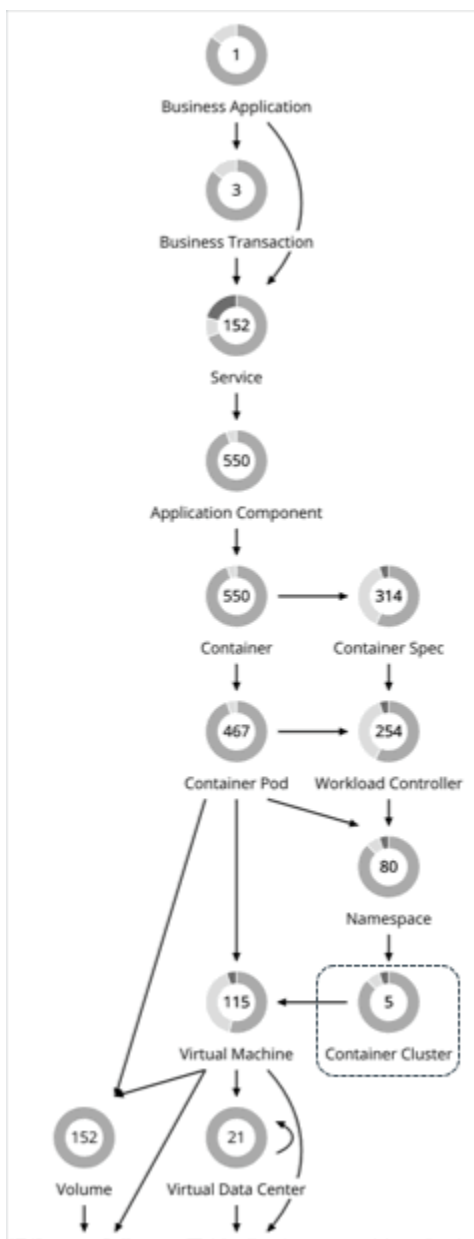 1
Business Application
3
Business Transaction
152
Service
550
Application Component
550
314
Container
Container Spec
467
254
Container Pod
Workload Controller
80
Namespace
115
5
Virtual Machine
Container Cluster
152
21
Volume
Virtual Data Center